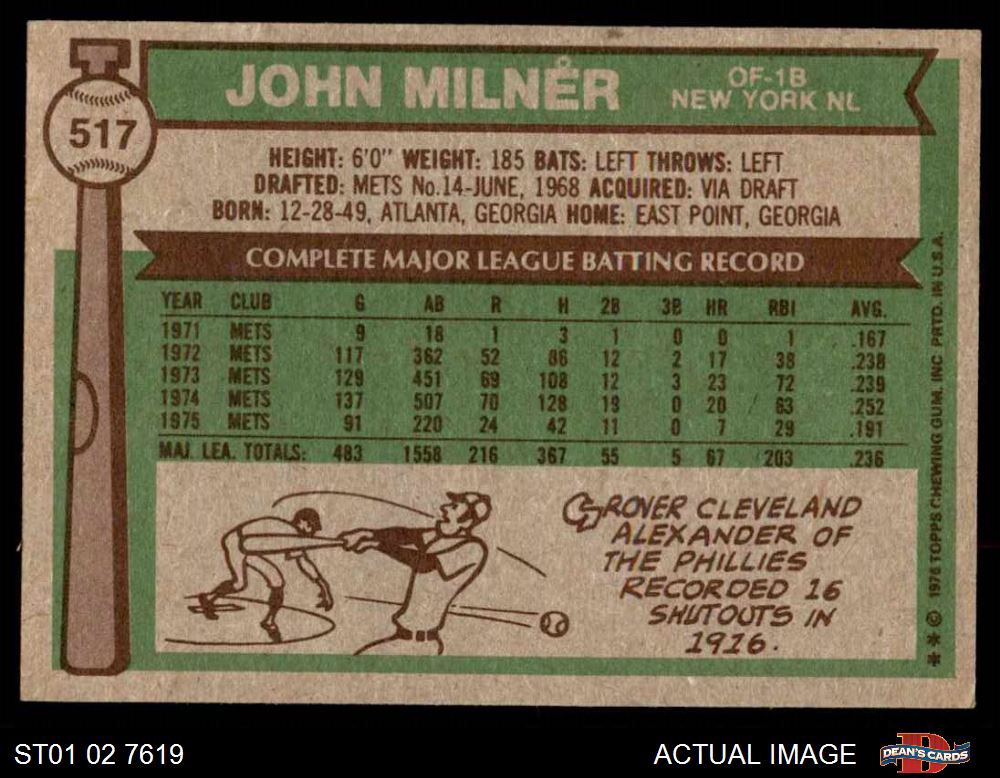 JOHN MILNER
OF-1B
NEW YORK NL
517
HEIGHT: 6'0" WEIGHT: 185 BATS: LEFT THROWS: LEFT
DRAFTED: METS No.14-JUNE, 1968 ACQUIRED: VIA DRAFT
BORN: 12-28-49, ATLANTA, GEORGIA HOME: EAST POINT, GEORGIA
COMPLETE MAJOR LEAGUE BATTING RECORD
YEAR CLUB G AB R H 2B 3B HR RBI AVG.
1971 METS 9 18 1 3 1 0 0 1 .167
1972 METS 117 362 52 86 12 2 17 38 .238
1973 METS 129 451 69 108 12 3 23 72 .239
1974 METS 137 507 70 128 19 0 20 63 .252
1975 METS 91 220 24 42 11 0 7 29 .191
MAJ. LEA. TOTALS: 483 1558 216 367 55 5 67 203 .236
GROVER CLEVELAND
ALEXANDER OF
THE PHILLIES
RECORDED 16
SHUTOUTS IN
1916.
** © 1976 TOPPS CHEWING GUM, INC PRTD. IN U.S.A.
ST01 02 7619
ACTUAL IMAGE
D
DEAN'S CARDS